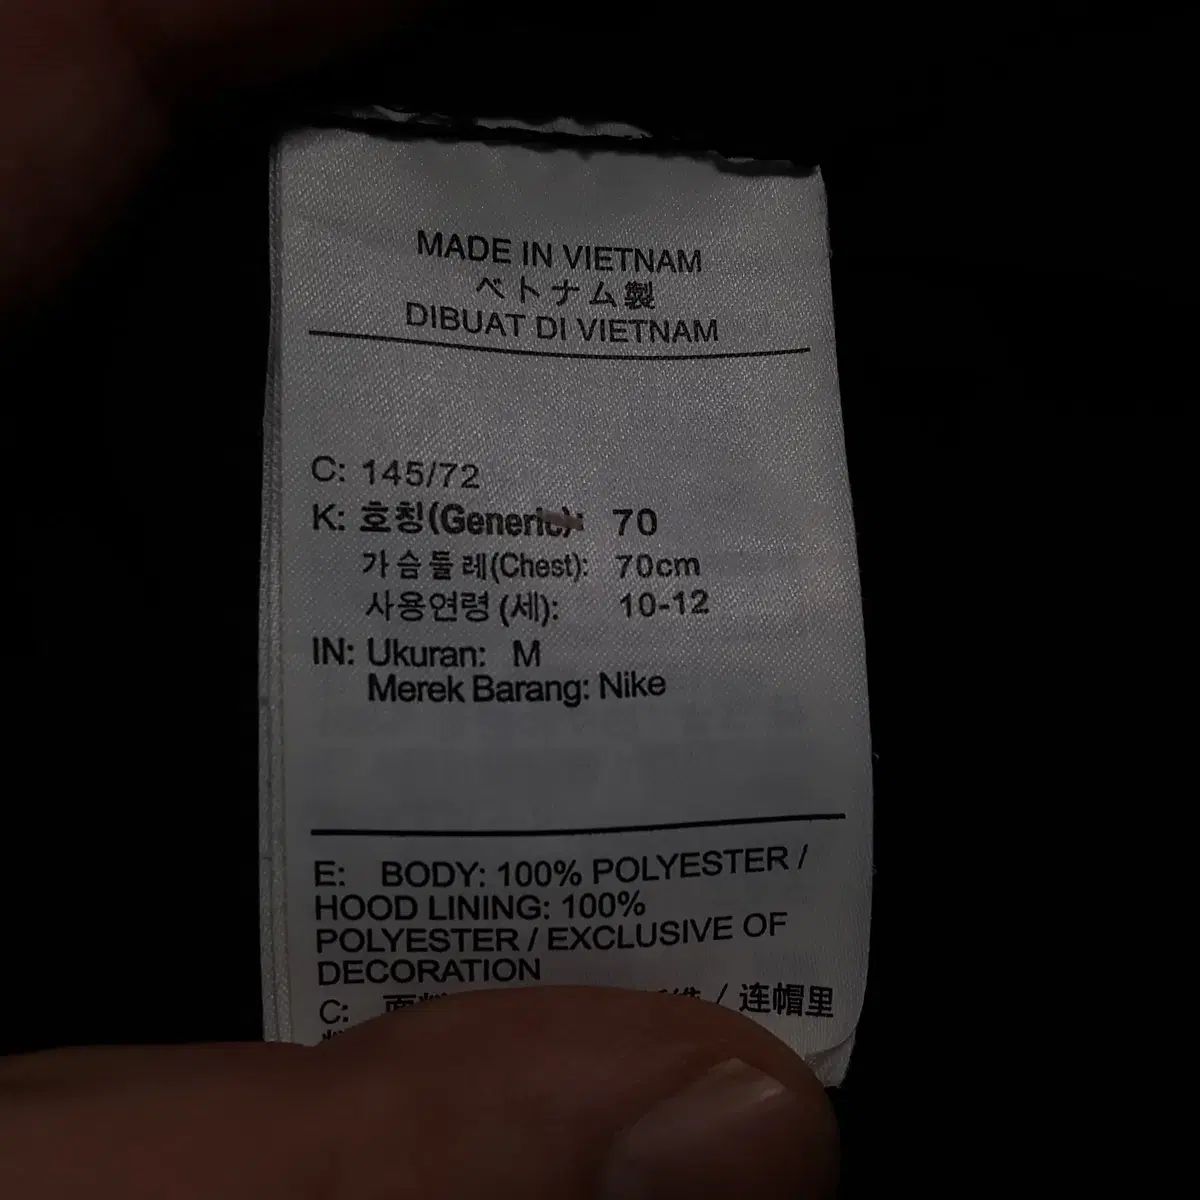 MADE IN VIETNAM
ベトナム製
DIBUAT DI VIETNAM
C: 145/72
K: 호칭(Generic): 70
가슴둘레(Chest): 70cm
사용연령 (세): 10-12
IN: Ukuran: M
Merek Barang: Nike
E: BODY: 100% POLYESTER /
HOOD LINING: 100%
POLYESTER / EXCLUSIVE OF
DECORATION
C: / 连帽里